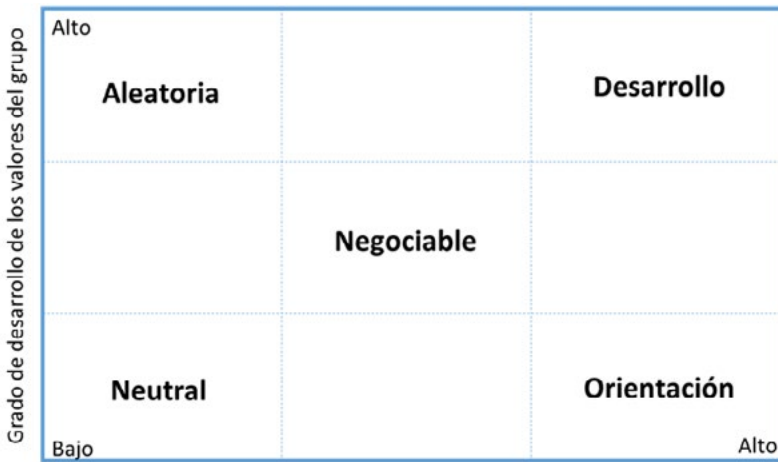 Grado de desarrollo de los valores del grupo
Alto
Aleatoria
Desarrollo
Negociable
Neutral
Orientación
Bajo
Alto